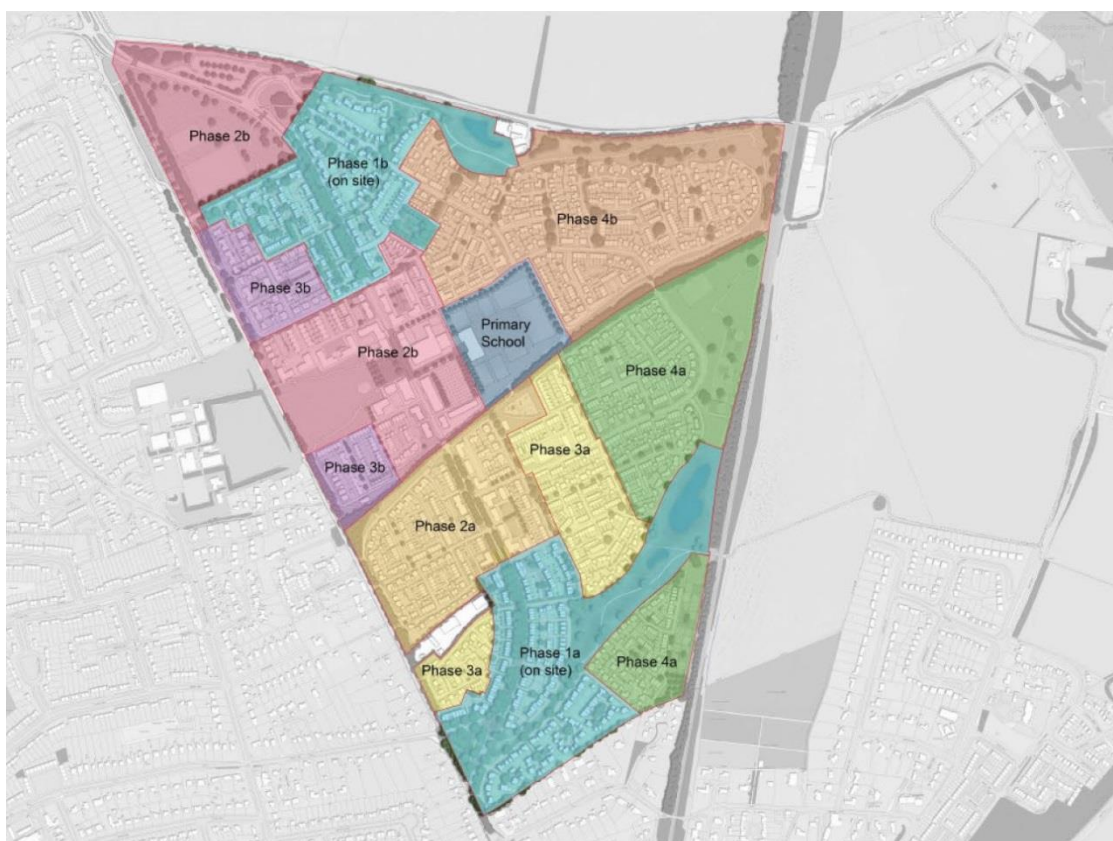 Phase 2b
Phase 1b
(on site)
Phase 4b
Phase 3b
Primary
School
Phase 2b
Phase 4a
Phase 3a
Phase 3b
Phase 2a
Phase 1a
(on site)
Phase 4a
Phase 3a